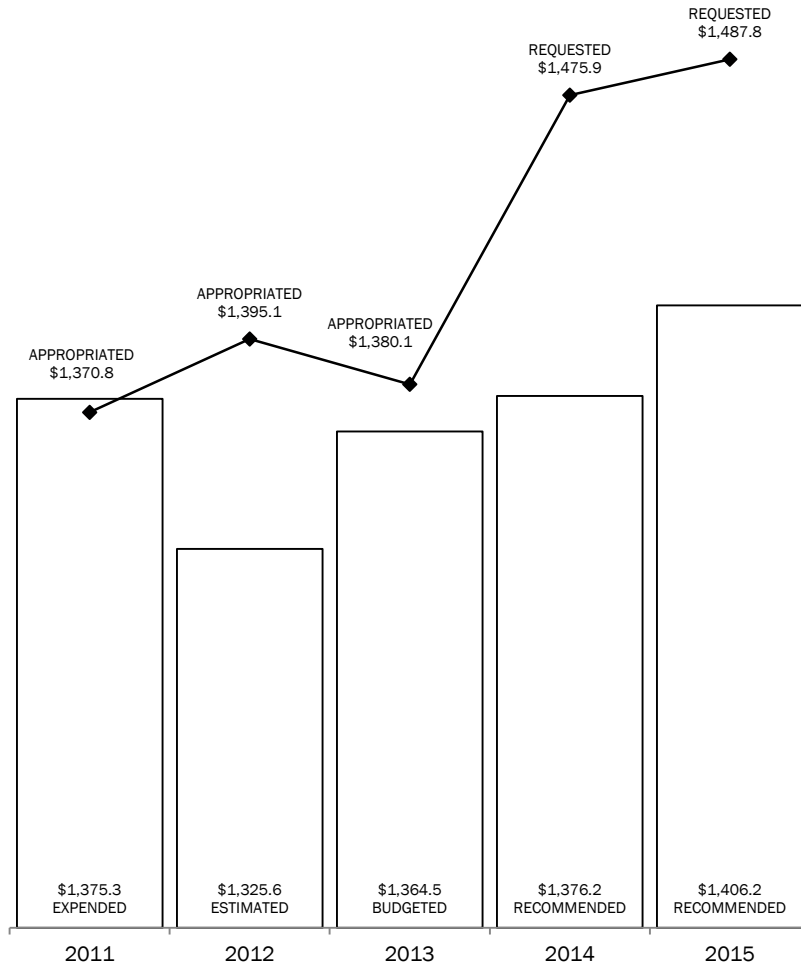 REQUESTED
$1,487.8
REQUESTED
$1,475.9
APPROPRIATED
$1,395.1
APPROPRIATED
$1,380.1
APPROPRIATED
$1,370.8
$1,375.3
EXPENDED
$1,325.6
ESTIMATED
$1,364.5
BUDGETED
$1,376.2
RECOMMENDED
$1,406.2
RECOMMENDED
2011
2012
2013
2014
2015